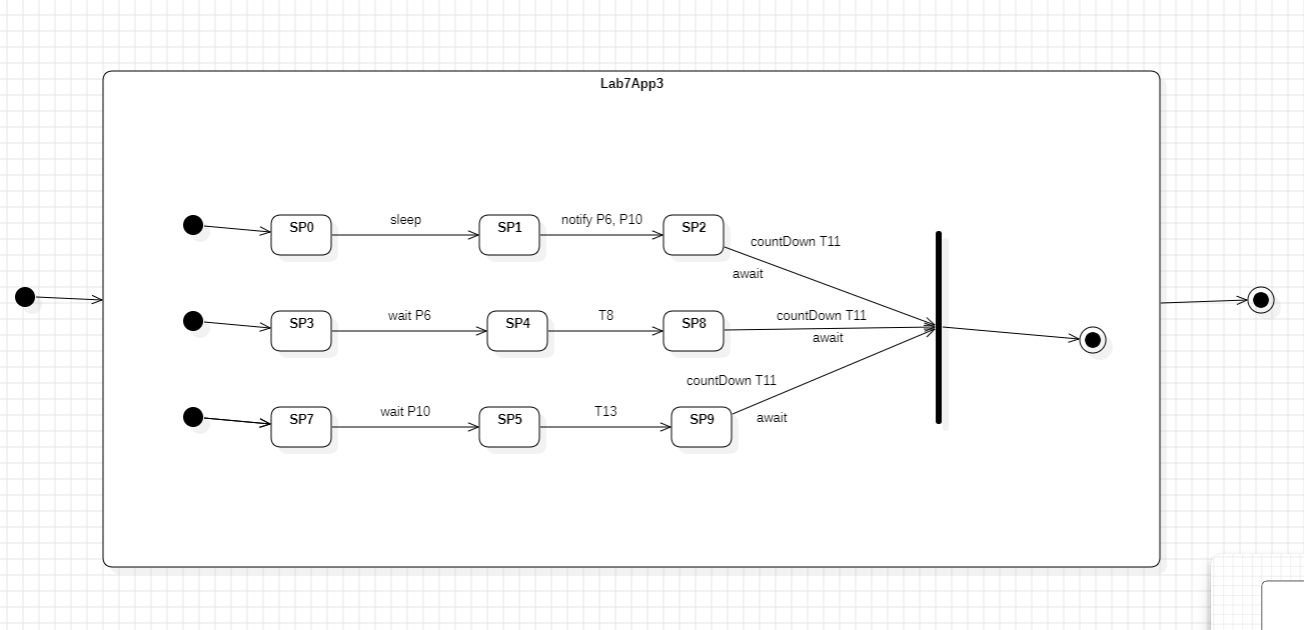 Lab7App3
SP0
sleep
SP1
notify P6, P10
SP2
countDown T11
await
SP3
wait P6
SP4
T8
SP8
countDown T11
await
SP7
wait P10
SP5
T13
SP9
countDown T11
await